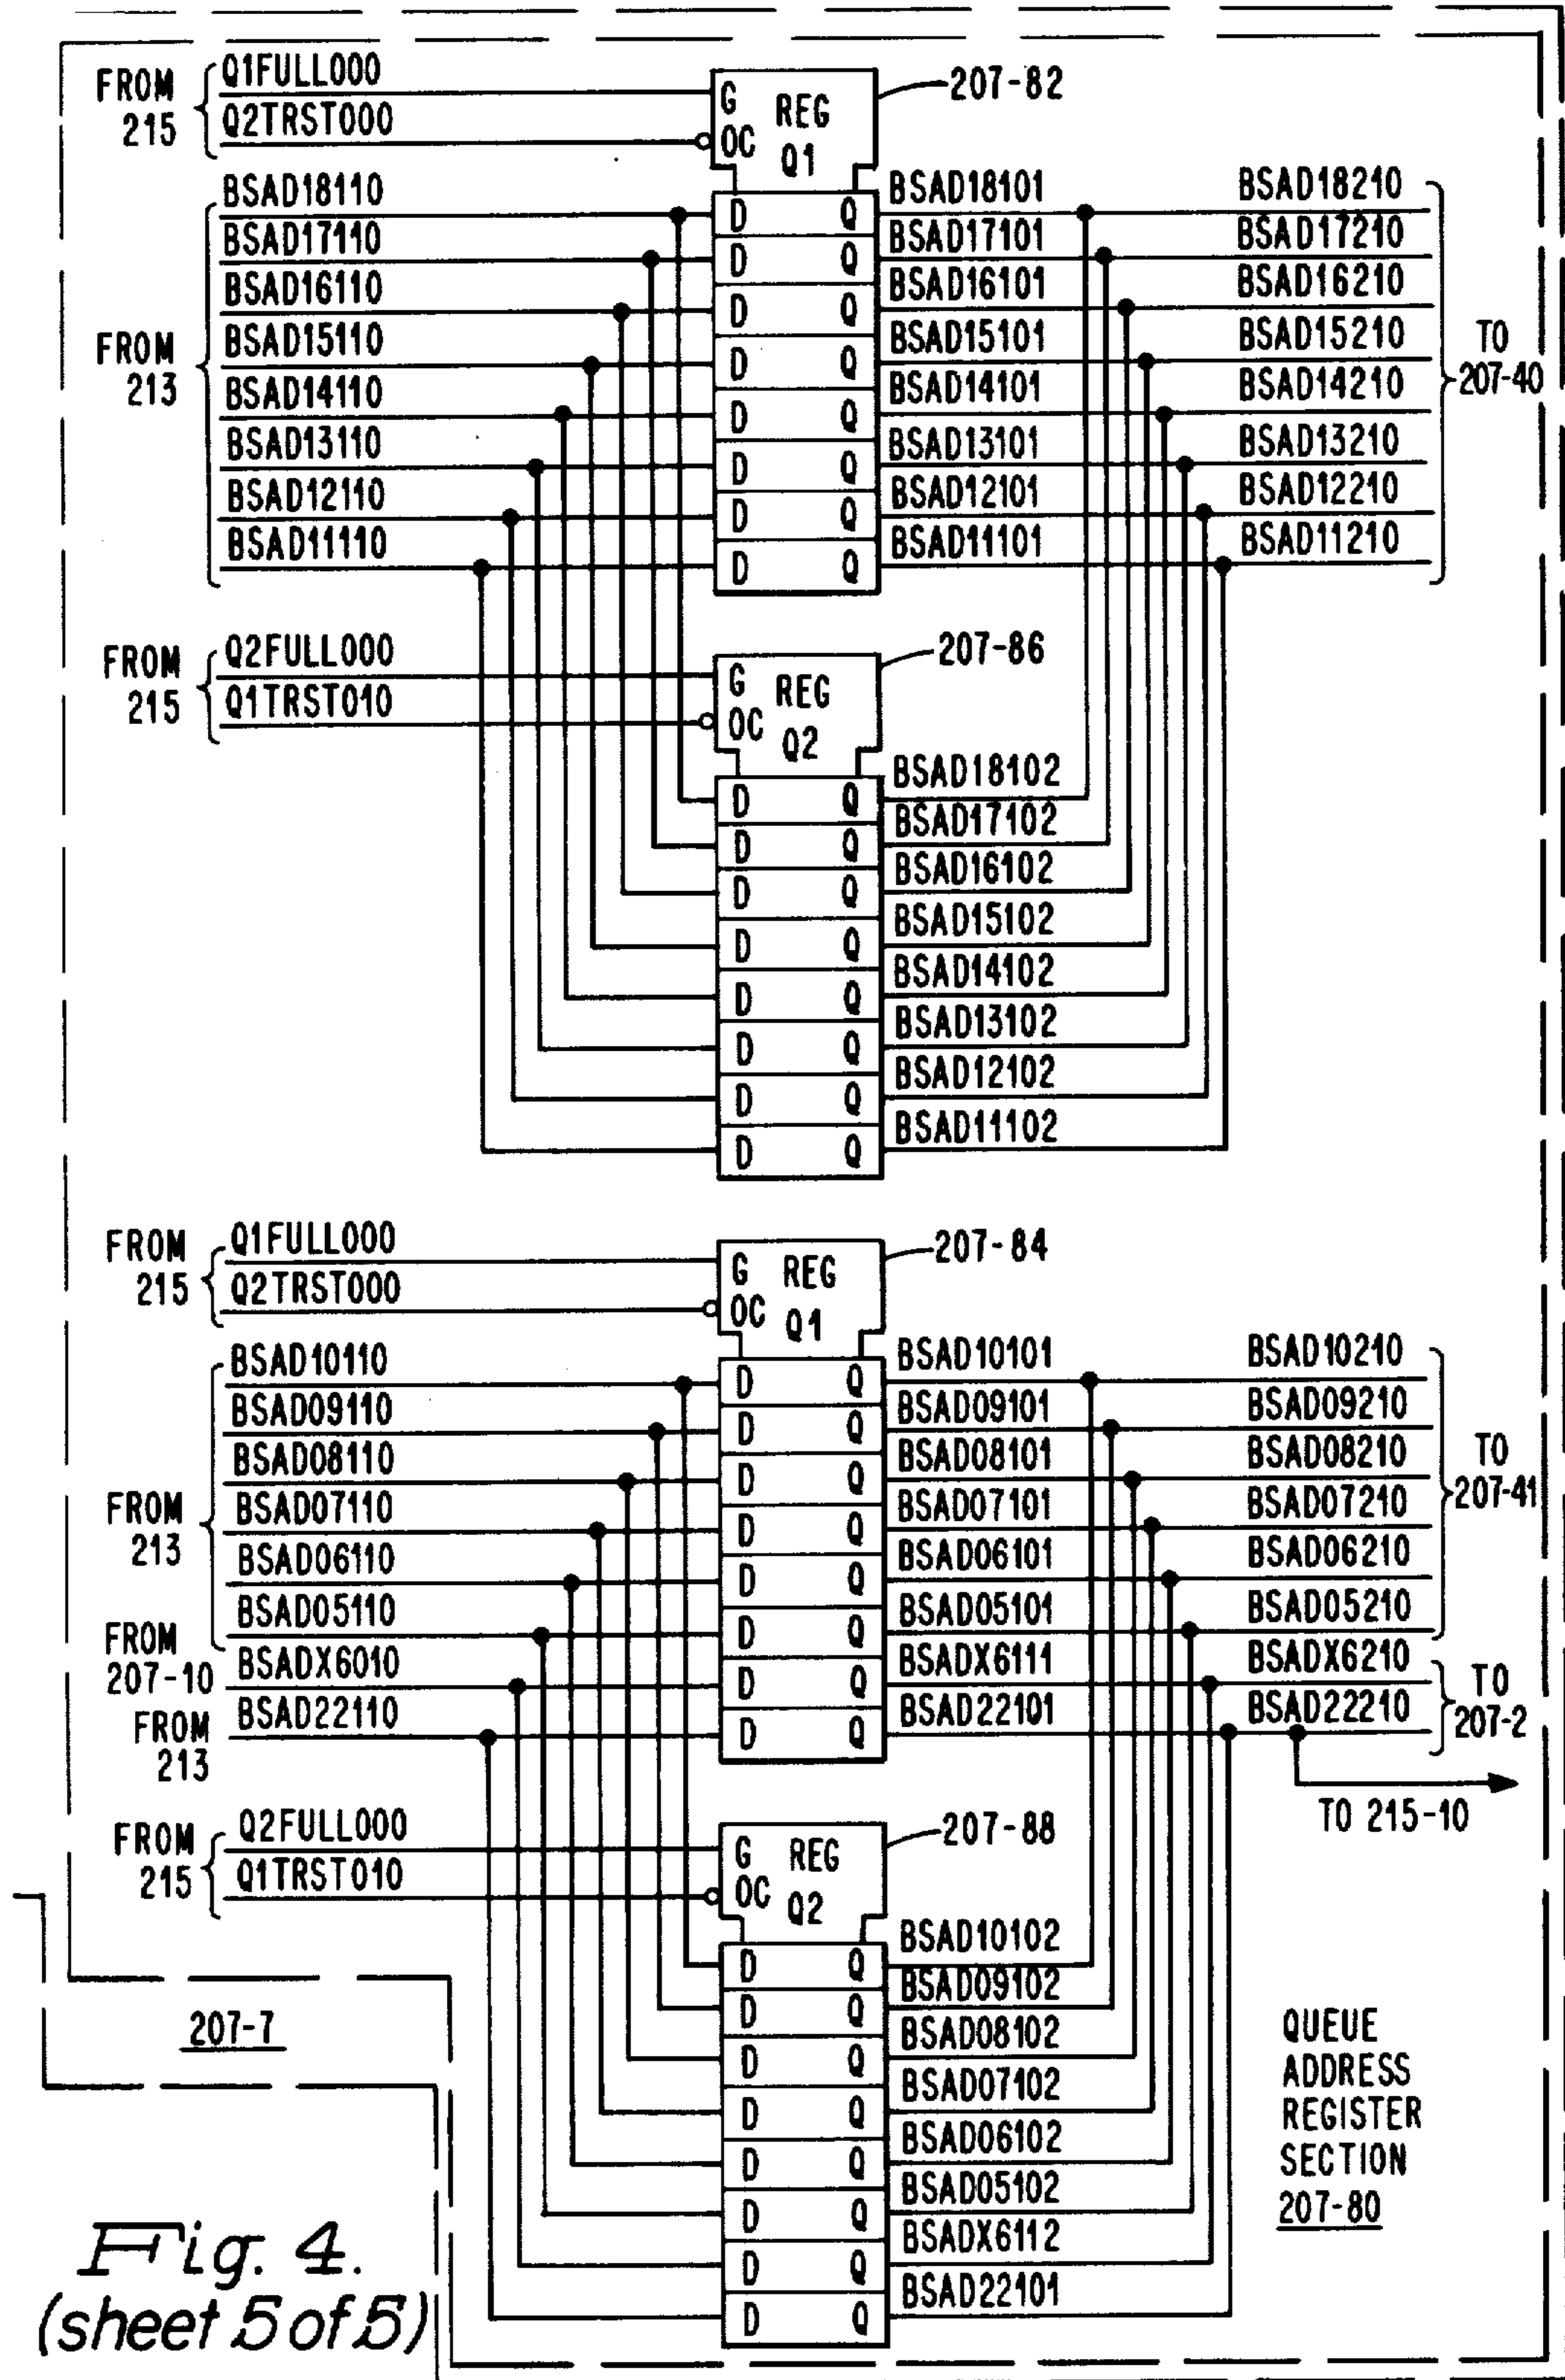 FROM 215
Q1FULL000
Q2TRST000
G REG Q1
OC
207-82
FROM 213
BSAD18110
BSAD17110
BSAD16110
BSAD15110
BSAD14110
BSAD13110
BSAD12110
BSAD11110
D Q
D Q
D Q
D Q
D Q
D Q
D Q
D Q
BSAD18101
BSAD17101
BSAD16101
BSAD15101
BSAD14101
BSAD13101
BSAD12101
BSAD11101
BSAD18210
BSAD17210
BSAD16210
BSAD15210
BSAD14210
BSAD13210
BSAD12210
BSAD11210
TO 207-40
FROM 215
Q2FULL000
Q1TRST010
G REG Q2
OC
207-86
D Q
D Q
D Q
D Q
D Q
D Q
D Q
D Q
BSAD18102
BSAD17102
BSAD16102
BSAD15102
BSAD14102
BSAD13102
BSAD12102
BSAD11102
FROM 215
Q1FULL000
Q2TRST000
G REG Q1
OC
207-84
FROM 213
BSAD10110
BSAD09110
BSAD08110
BSAD07110
BSAD06110
BSAD05110
FROM 207-10
BSADX6010
FROM 213
BSAD22110
D Q
D Q
D Q
D Q
D Q
D Q
D Q
D Q
BSAD10101
BSAD09101
BSAD08101
BSAD07101
BSAD06101
BSAD05101
BSADX6111
BSAD22101
BSAD10210
BSAD09210
BSAD08210
BSAD07210
BSAD06210
BSAD05210
BSADX6210
BSAD22210
TO 207-41
TO 207-2
TO 215-10
FROM 215
Q2FULL000
Q1TRST010
G REG Q2
OC
207-88
D Q
D Q
D Q
D Q
D Q
D Q
D Q
D Q
BSAD10102
BSAD09102
BSAD08102
BSAD07102
BSAD06102
BSAD05102
BSADX6112
BSAD22101
207-7
QUEUE
ADDRESS
REGISTER
SECTION
207-80
Fig. 4.
(sheet 5 of 5)